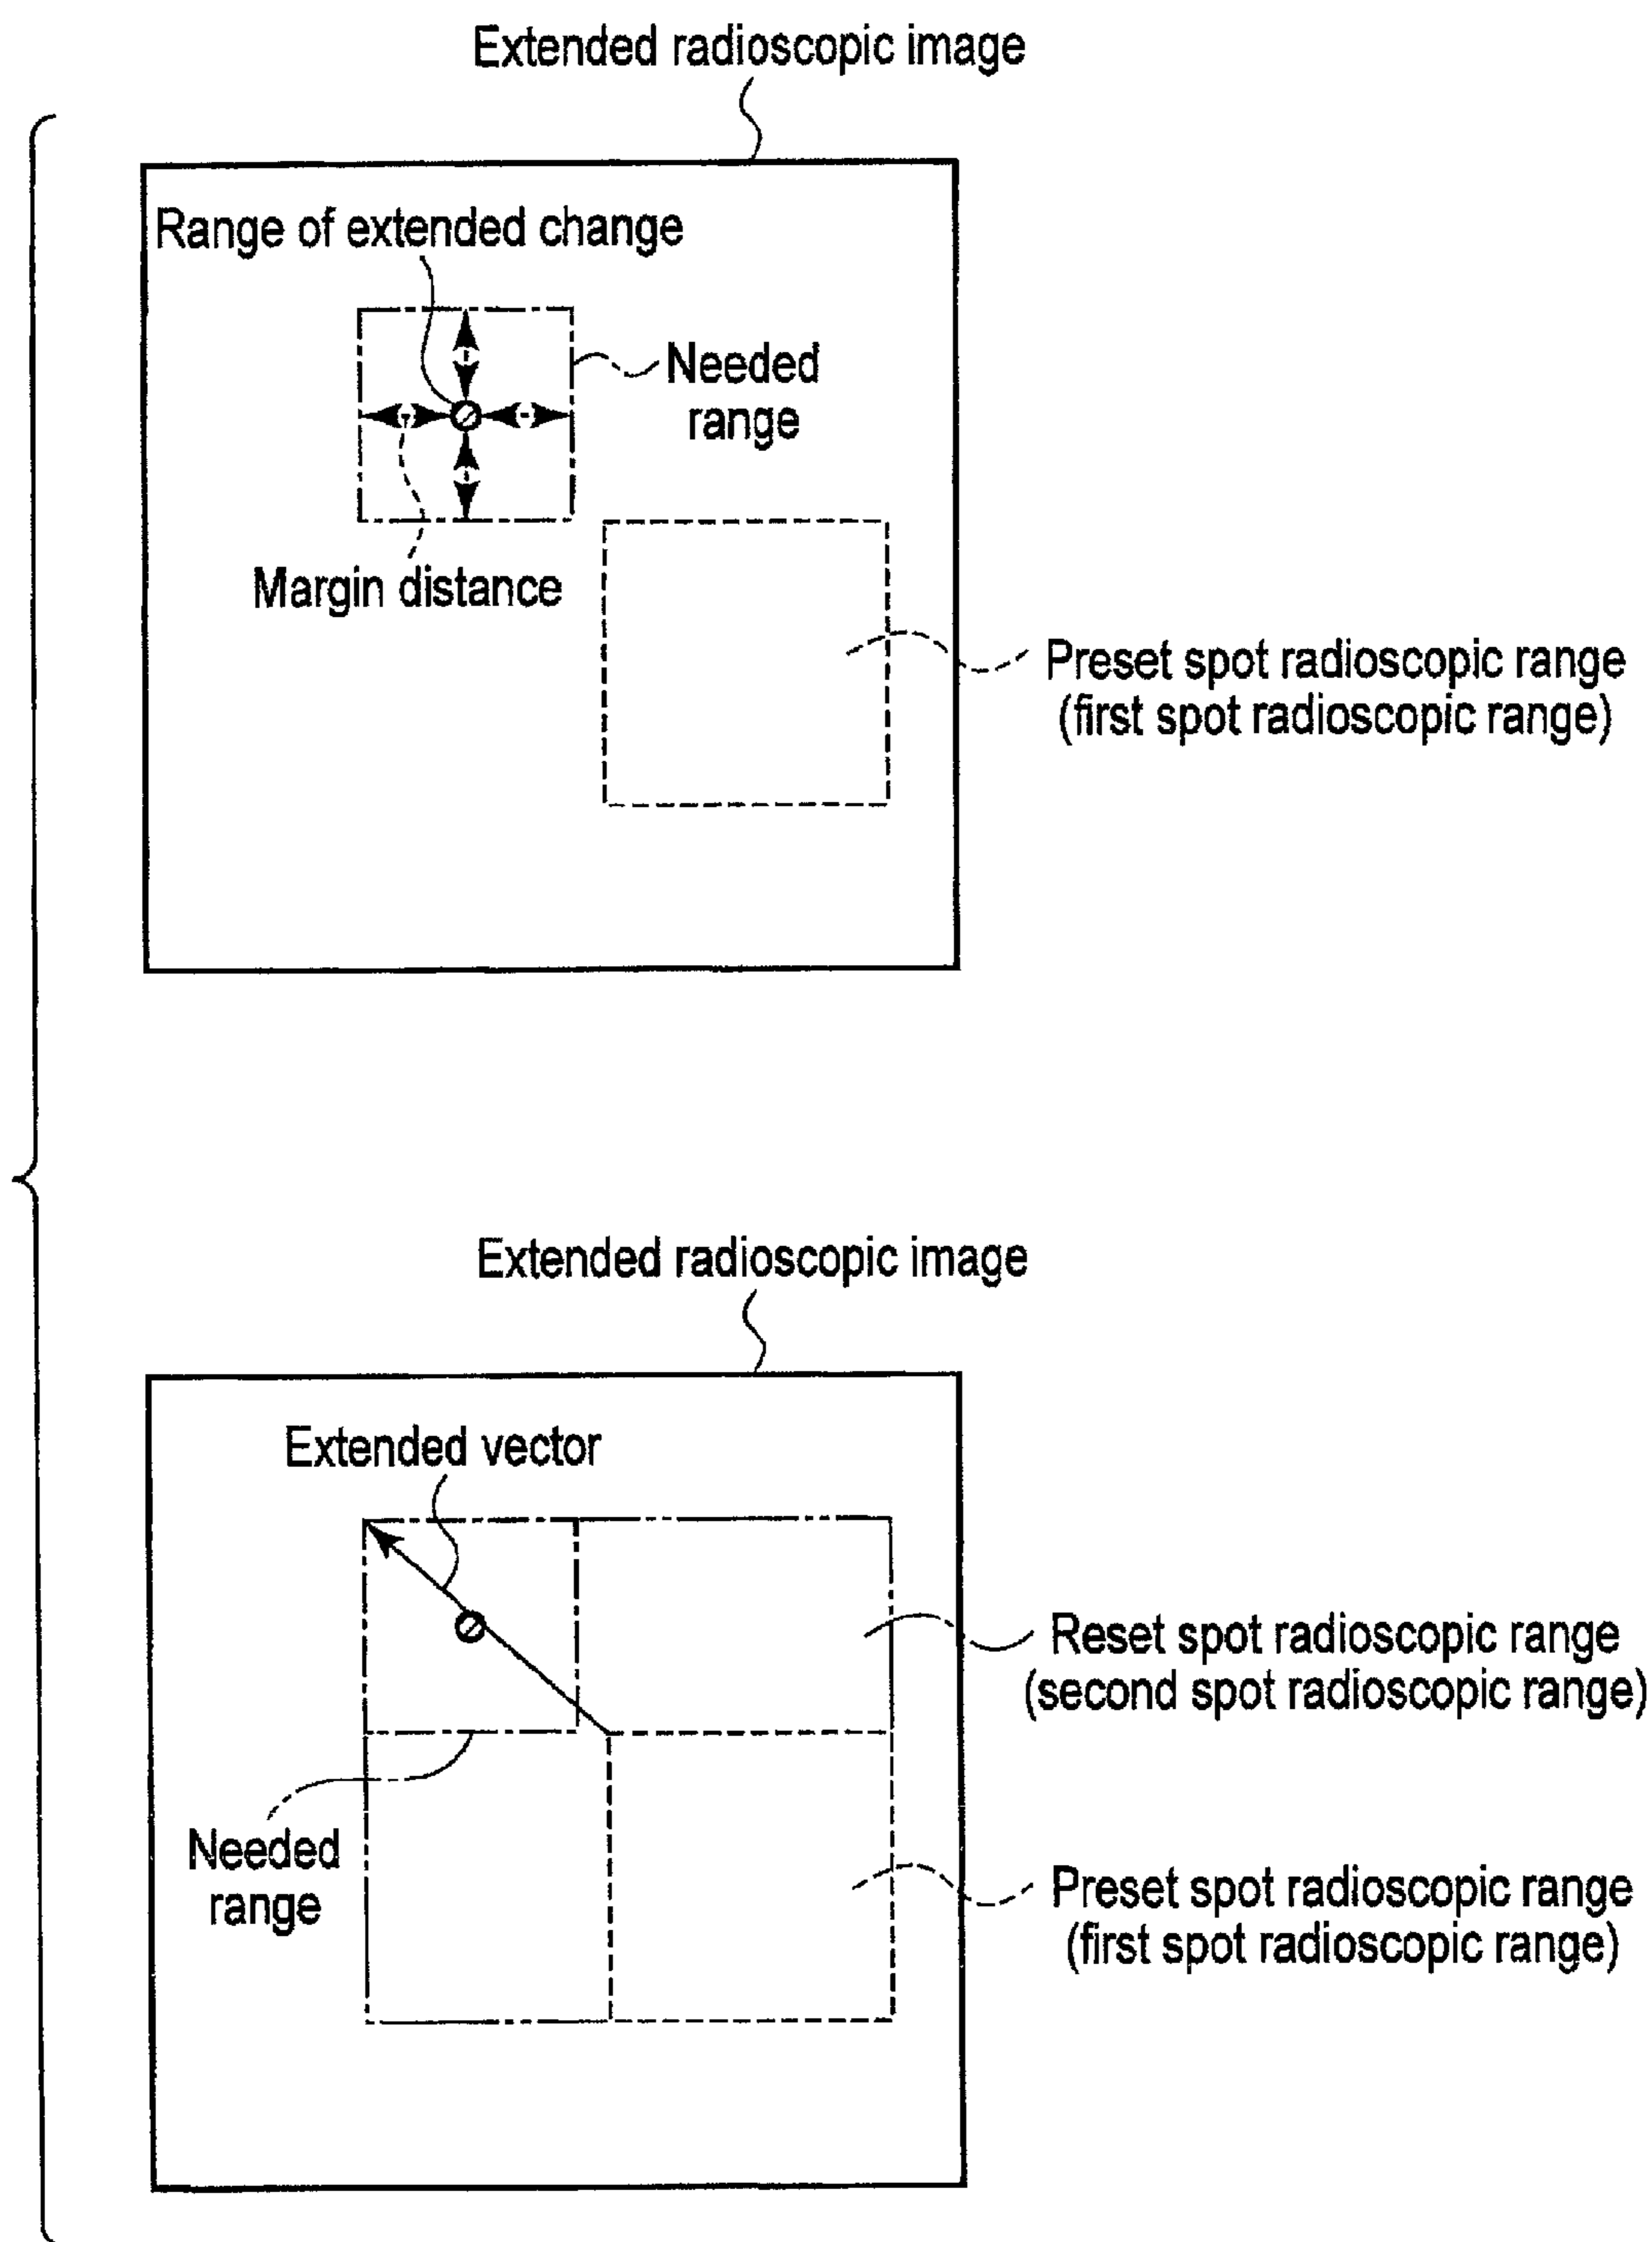 Extended radioscopic image
Range of extended change
Needed
range
Margin distance
Preset spot radioscopic range
(first spot radioscopic range)
Extended radioscopic image
Extended vector
Reset spot radioscopic range
(second spot radioscopic range)
Needed
range
Preset spot radioscopic range
(first spot radioscopic range)